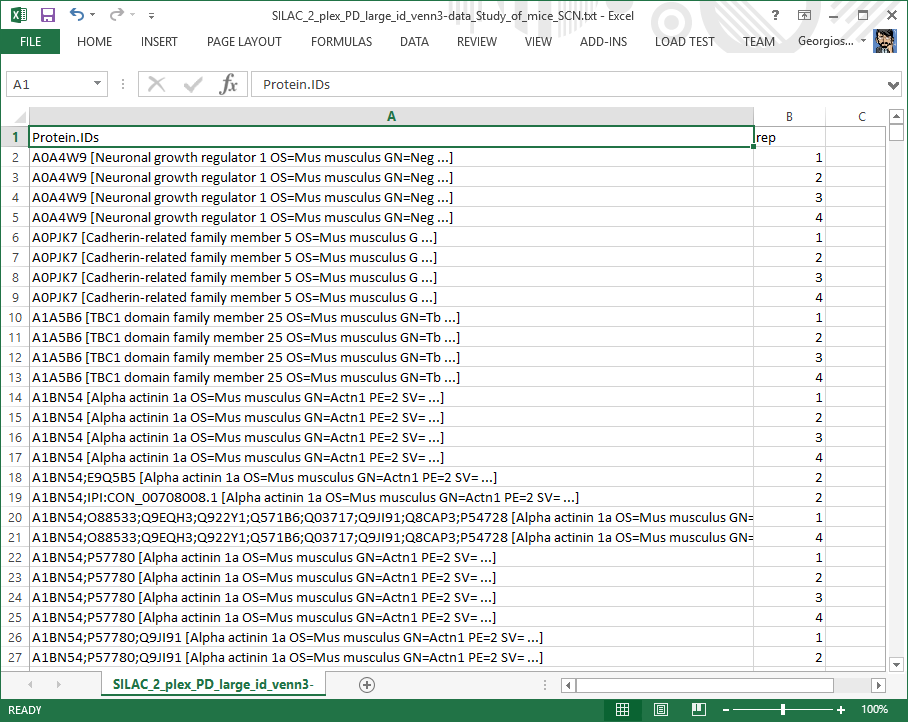 SILAC_2_plex_PD_large_id_venn3-data_Study_of_mice_SCN.txt - Excel
FILE HOME INSERT PAGE LAYOUT FORMULAS DATA REVIEW VIEW ADD-INS LOAD TEST TEAM Georgios...
A1 fx Protein.IDs
A B C
1 Protein.IDs rep
2 A0A4W9 [Neuronal growth regulator 1 OS=Mus musculus GN=Neg ...] 1
3 A0A4W9 [Neuronal growth regulator 1 OS=Mus musculus GN=Neg ...] 2
4 A0A4W9 [Neuronal growth regulator 1 OS=Mus musculus GN=Neg ...] 3
5 A0A4W9 [Neuronal growth regulator 1 OS=Mus musculus GN=Neg ...] 4
6 A0PJK7 [Cadherin-related family member 5 OS=Mus musculus G ...] 1
7 A0PJK7 [Cadherin-related family member 5 OS=Mus musculus G ...] 2
8 A0PJK7 [Cadherin-related family member 5 OS=Mus musculus G ...] 3
9 A0PJK7 [Cadherin-related family member 5 OS=Mus musculus G ...] 4
10 A1A5B6 [TBC1 domain family member 25 OS=Mus musculus GN=Tb ...] 1
11 A1A5B6 [TBC1 domain family member 25 OS=Mus musculus GN=Tb ...] 2
12 A1A5B6 [TBC1 domain family member 25 OS=Mus musculus GN=Tb ...] 3
13 A1A5B6 [TBC1 domain family member 25 OS=Mus musculus GN=Tb ...] 4
14 A1BN54 [Alpha actinin 1a OS=Mus musculus GN=Actn1 PE=2 SV= ...] 1
15 A1BN54 [Alpha actinin 1a OS=Mus musculus GN=Actn1 PE=2 SV= ...] 2
16 A1BN54 [Alpha actinin 1a OS=Mus musculus GN=Actn1 PE=2 SV= ...] 3
17 A1BN54 [Alpha actinin 1a OS=Mus musculus GN=Actn1 PE=2 SV= ...] 4
18 A1BN54;E9Q5B5 [Alpha actinin 1a OS=Mus musculus GN=Actn1 PE=2 SV= ...] 2
19 A1BN54;IPI:CON_00708008.1 [Alpha actinin 1a OS=Mus musculus GN=Actn1 PE=2 SV= ...] 2
20 A1BN54;O88533;Q9EQH3;Q922Y1;Q571B6;Q03717;Q9JI91;Q8CAP3;P54728 [Alpha actinin 1a OS=Mus musculus GN= 1
21 A1BN54;O88533;Q9EQH3;Q922Y1;Q571B6;Q03717;Q9JI91;Q8CAP3;P54728 [Alpha actinin 1a OS=Mus musculus GN= 4
22 A1BN54;P57780 [Alpha actinin 1a OS=Mus musculus GN=Actn1 PE=2 SV= ...] 1
23 A1BN54;P57780 [Alpha actinin 1a OS=Mus musculus GN=Actn1 PE=2 SV= ...] 2
24 A1BN54;P57780 [Alpha actinin 1a OS=Mus musculus GN=Actn1 PE=2 SV= ...] 3
25 A1BN54;P57780 [Alpha actinin 1a OS=Mus musculus GN=Actn1 PE=2 SV= ...] 4
26 A1BN54;P57780;Q9JI91 [Alpha actinin 1a OS=Mus musculus GN=Actn1 PE=2 SV= ...] 1
27 A1BN54;P57780;Q9JI91 [Alpha actinin 1a OS=Mus musculus GN=Actn1 PE=2 SV= ...] 2
SILAC_2_plex_PD_large_id_venn3-
READY 100%